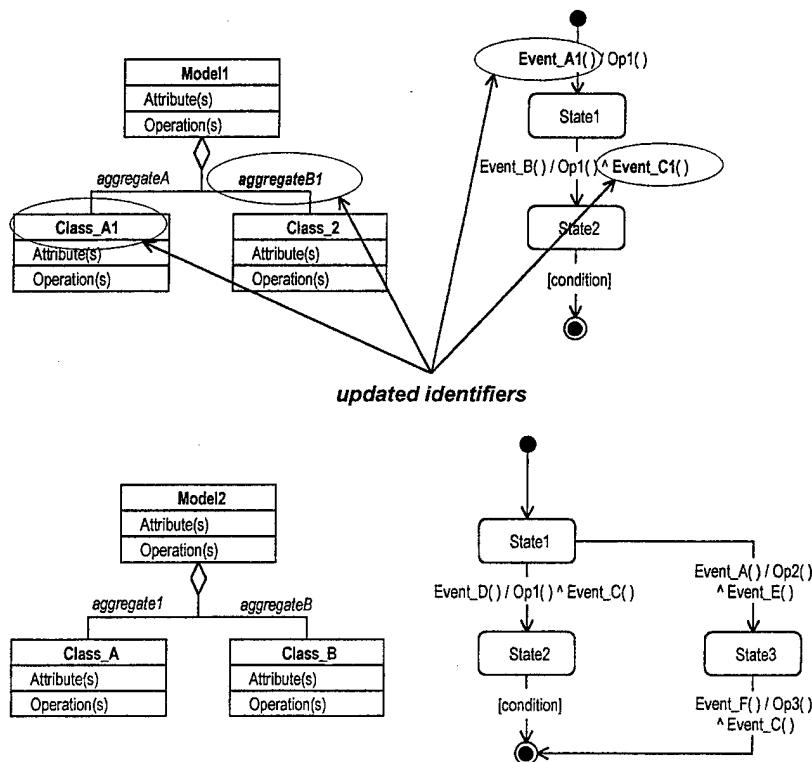 Model1
Attribute(s)
Operation(s)
aggregateA
aggregateB1
Class_A1
Attribute(s)
Operation(s)
Class_2
Attribute(s)
Operation(s)
Event_A1() / Op1()
State1
Event_B() / Op1() ^ Event_C1()
State2
[condition]
updated identifiers
Model2
Attribute(s)
Operation(s)
aggregate1
aggregateB
Class_A
Attribute(s)
Operation(s)
Class_B
Attribute(s)
Operation(s)
State1
Event_D() / Op1() ^ Event_C()
Event_A() / Op2()
^ Event_E()
State2
State3
[condition]
Event_F() / Op3()
^ Event_C()